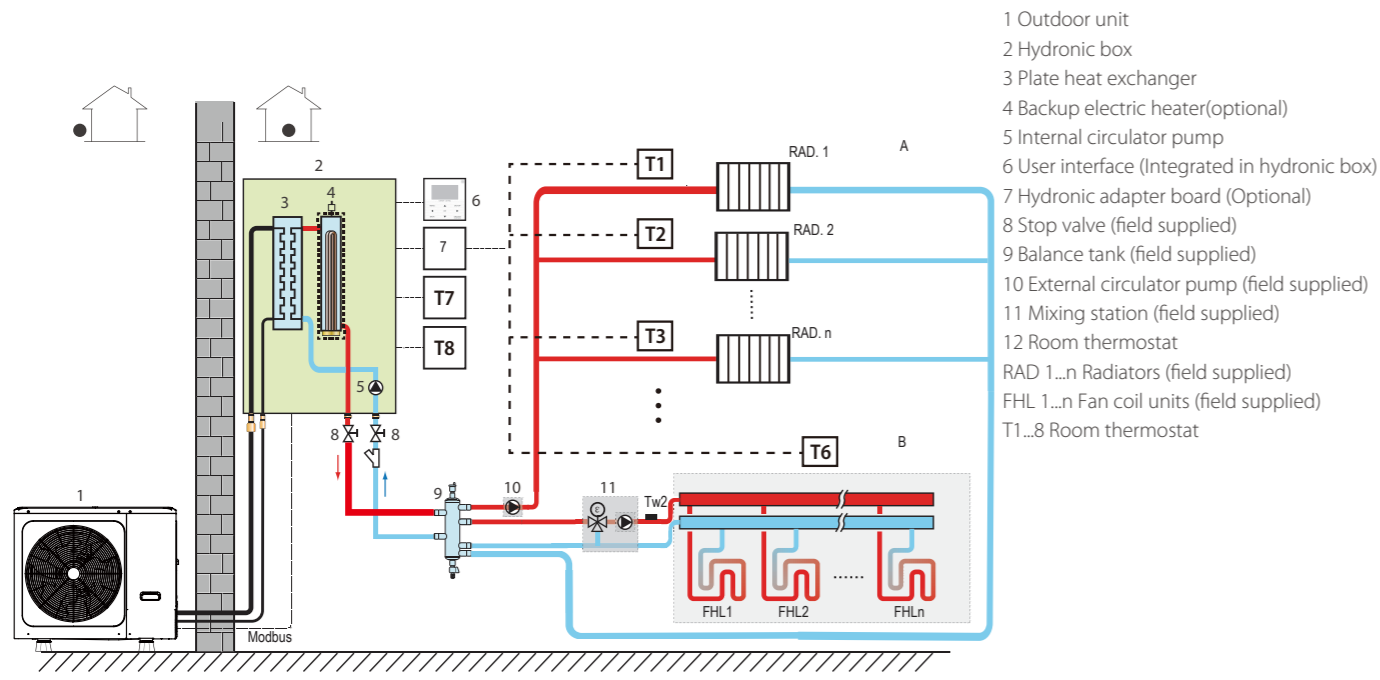 1 Outdoor unit
2 Hydronic box
3 Plate heat exchanger
4 Backup electric heater(optional)
5 Internal circulator pump
6 User interface (Integrated in hydronic box)
7 Hydronic adapter board (Optional)
8 Stop valve (field supplied)
9 Balance tank (field supplied)
10 External circulator pump (field supplied)
11 Mixing station (field supplied)
12 Room thermostat
RAD 1...n Radiators (field supplied)
FHL 1...n Fan coil units (field supplied)
T1...8 Room thermostat
2
3
4
6
7
T7
T8
5
8
8
T1
RAD. 1
A
T2
RAD. 2
......
T3
RAD. n
T6
B
9
10
11
ε
Tw2
FHL1
FHL2
......
FHLn
1
Modbus